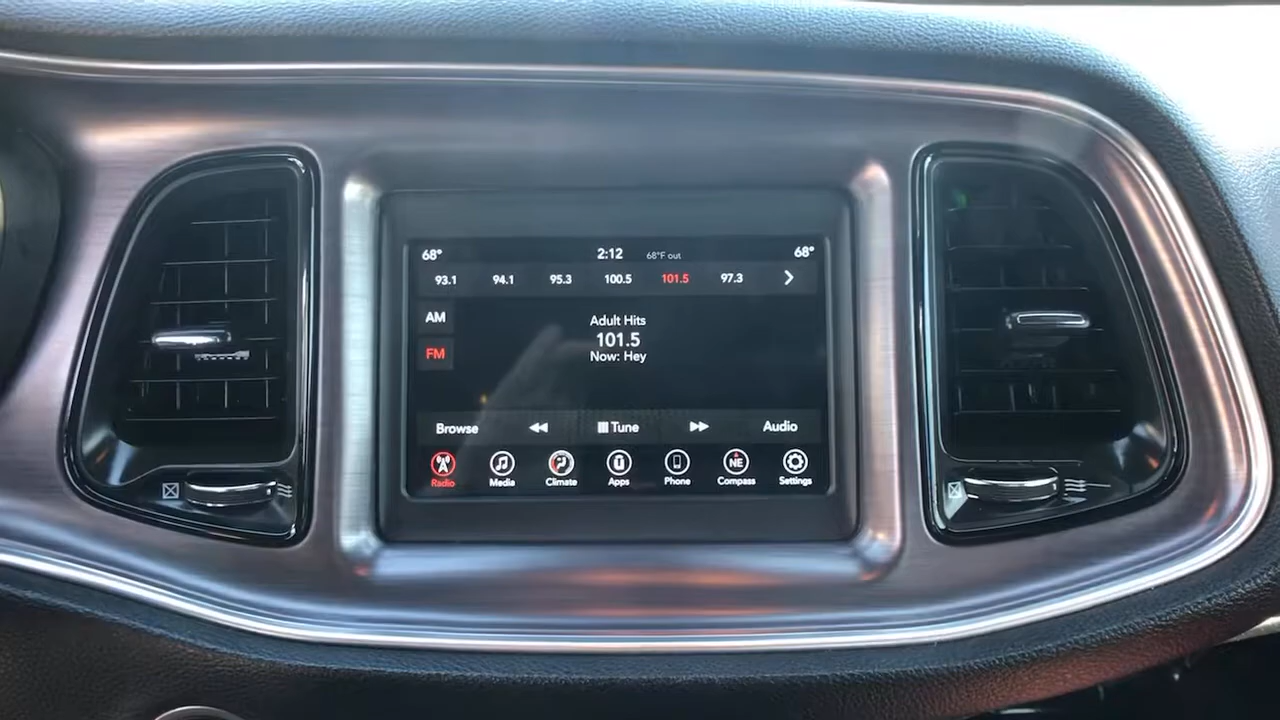 68° 2:12 68°F out 68°
93.1 94.1 95.3 100.5 101.5 97.3
AM
FM
Adult Hits
101.5
Now: Hey
Browse Tune Audio
Radio Media Climate Apps Phone NE Compass Settings